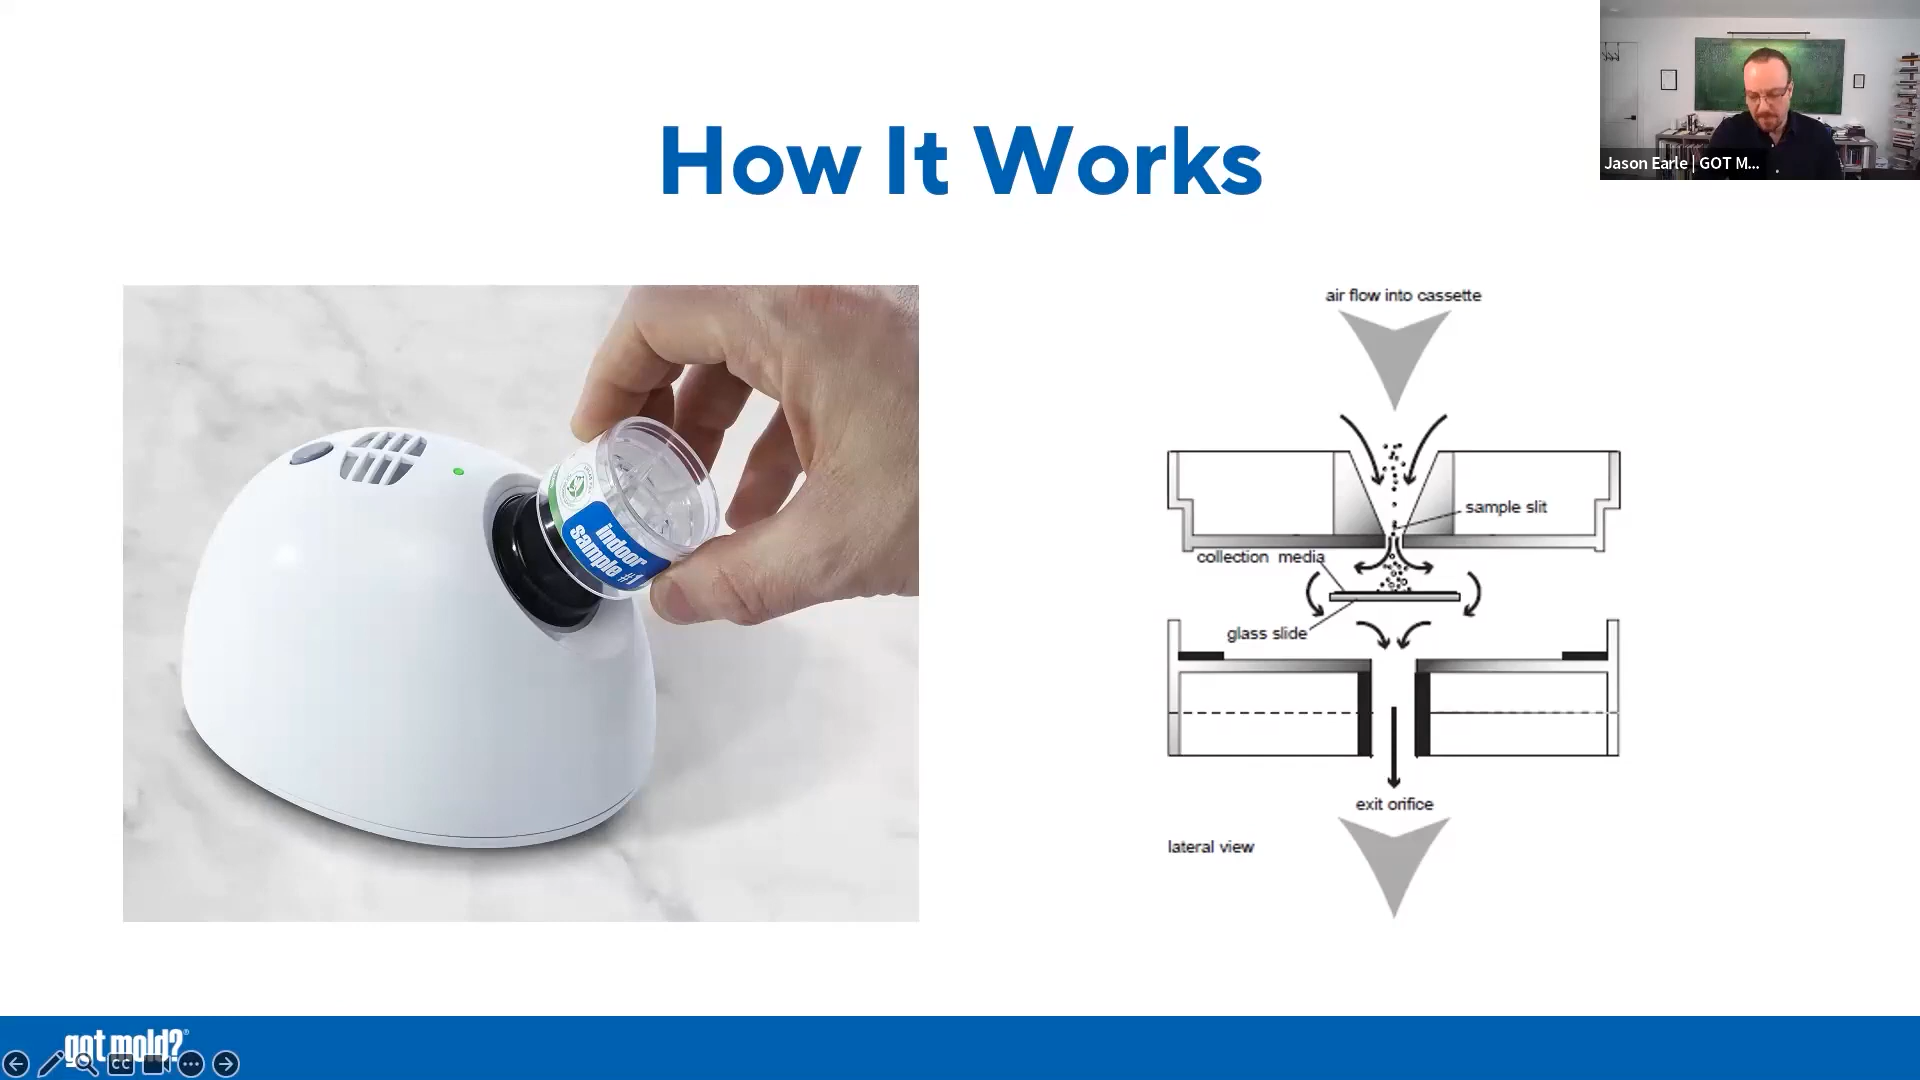 How It Works
Jason Earle | GOT M...
indoor
sample #1
air flow into cassette
sample slit
collection media
glass slide
exit orifice
lateral view
got mold?®
CC